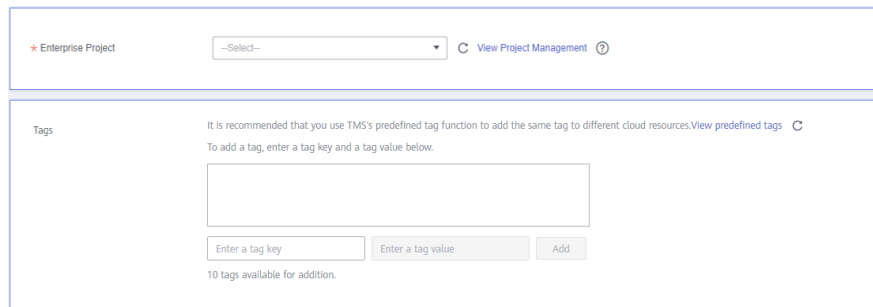 * Enterprise Project --Select-- View Project Management ?
Tags It is recommended that you use TMS's predefined tag function to add the same tag to different cloud resources.View predefined tags
To add a tag, enter a tag key and a tag value below.
Enter a tag key Enter a tag value Add
10 tags available for addition.